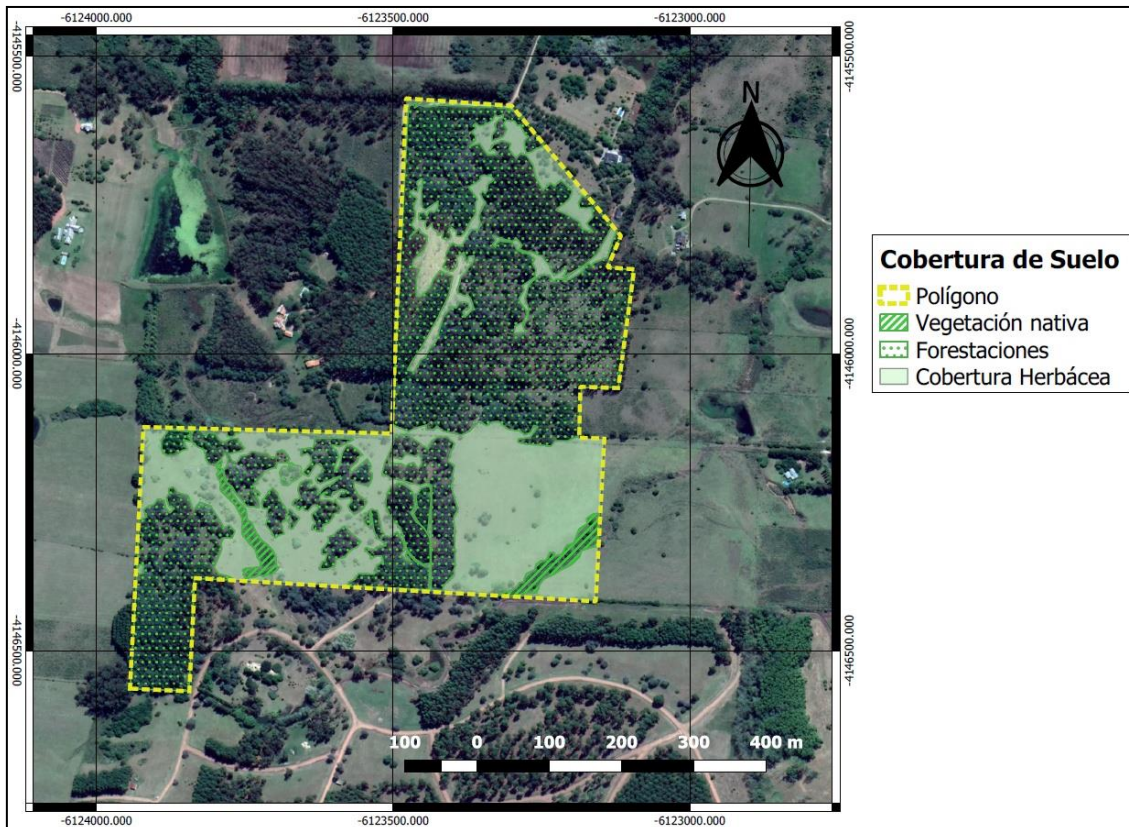 -6124000.000 -6123500.000 -6123000.000
-4145500.000 -4145500.000
N
Cobertura de Suelo
Polígono
Vegetación nativa
Forestaciones
Cobertura Herbácea
-4146000.000 -4146000.000
-4146500.000 -4146500.000
100 0 100 200 300 400 m
-6124000.000 -6123500.000 -6123000.000